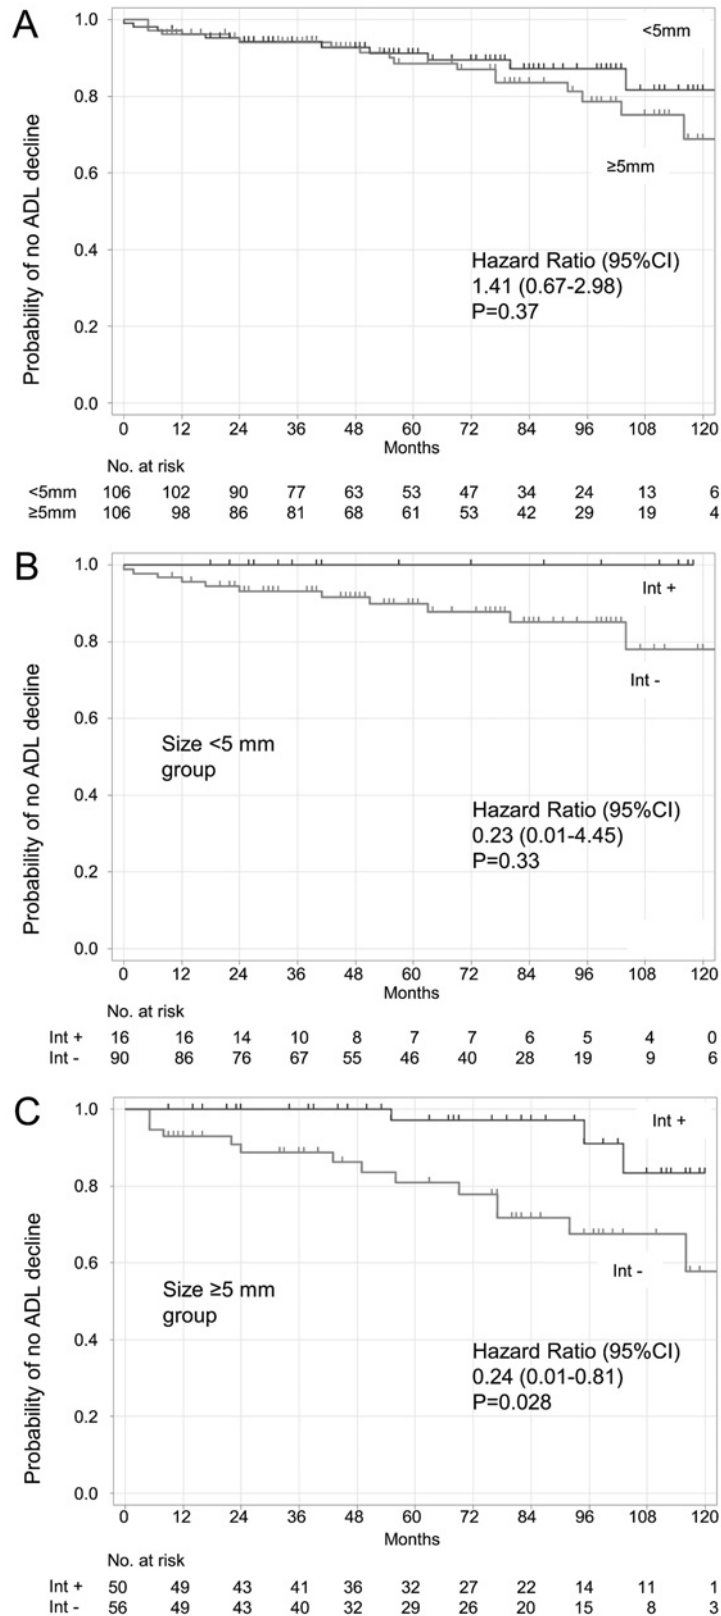 A
Probability of no ADL decline
1.0
0.8
0.6
0.4
0.2
0.0
<5mm
≥5mm
Hazard Ratio (95%CI)
1.41 (0.67-2.98)
P=0.37
0 12 24 36 48 60 72 84 96 108 120
Months
No. at risk
<5mm 106 102 90 77 63 53 47 34 24 13 6
≥5mm 106 98 86 81 68 61 53 42 29 19 4
B
Probability of no ADL decline
1.0
0.8
0.6
0.4
0.2
0.0
Int +
Int -
Size <5 mm
group
Hazard Ratio (95%CI)
0.23 (0.01-4.45)
P=0.33
0 12 24 36 48 60 72 84 96 108 120
Months
No. at risk
Int + 16 16 14 10 8 7 7 6 5 4 0
Int - 90 86 76 67 55 46 40 28 19 9 6
C
Probability of no ADL decline
1.0
0.8
0.6
0.4
0.2
0.0
Int +
Int -
Size ≥5 mm
group
Hazard Ratio (95%CI)
0.24 (0.01-0.81)
P=0.028
0 12 24 36 48 60 72 84 96 108 120
Months
No. at risk
Int + 50 49 43 41 36 32 27 22 14 11 1
Int - 56 49 43 40 32 29 26 20 15 8 3